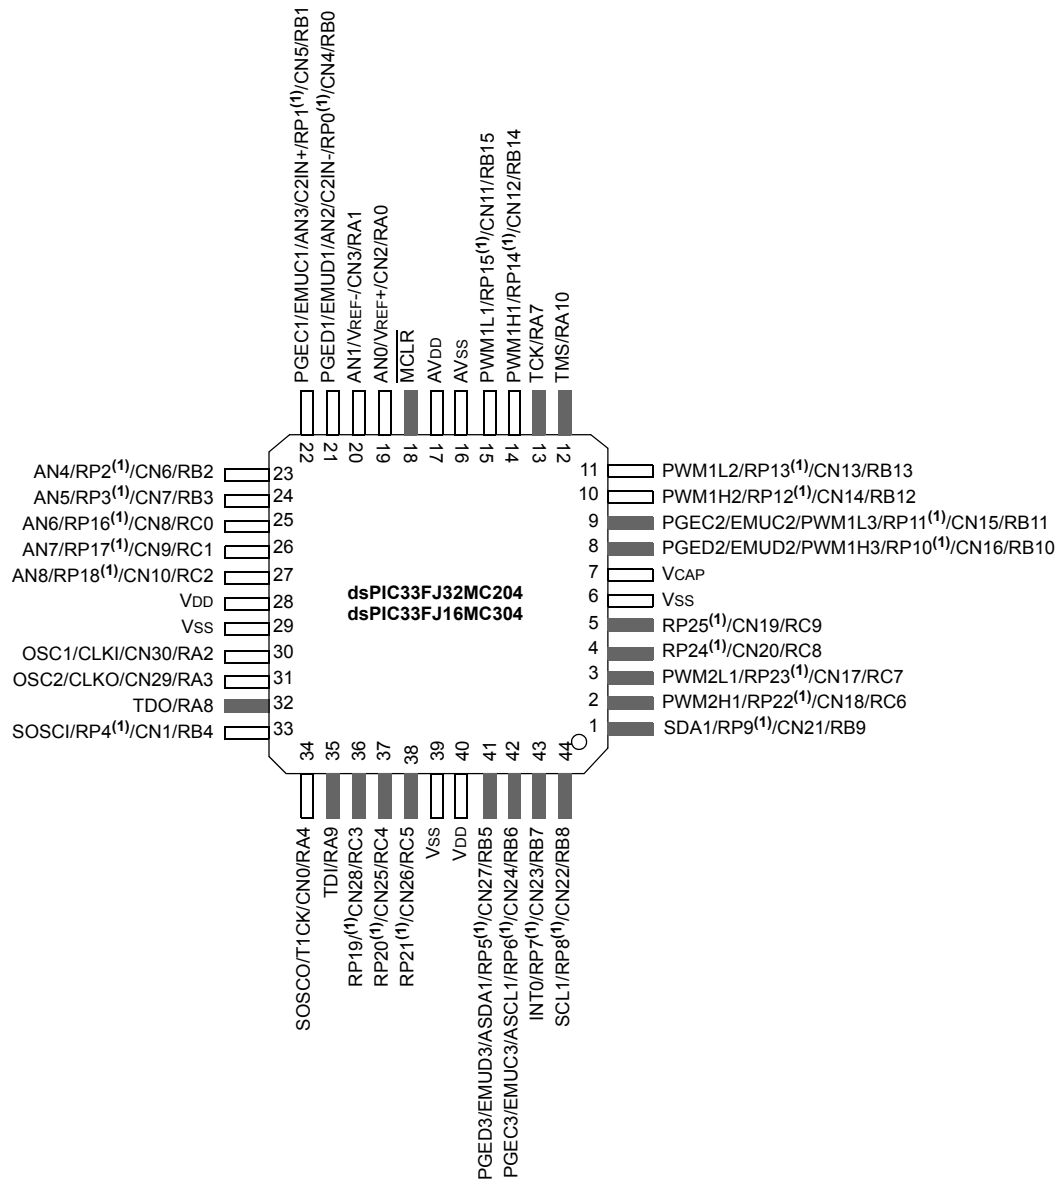 PGEC1/EMUC1/AN3/C2IN+/RP1(1)/CN5/RB1
PGED1/EMUD1/AN2/C2IN-/RP0(1)/CN4/RB0
AN1/VREF-/CN3/RA1
AN0/VREF+/CN2/RA0
MCLR
AVDD
AVSS
PWM1L1/RP15(1)/CN11/RB15
PWM1H1/RP14(1)/CN12/RB14
TCK/RA7
TMS/RA10
22
21
20
19
18
17
16
15
14
13
12
AN4/RP2(1)/CN6/RB2 23
AN5/RP3(1)/CN7/RB3 24
AN6/RP16(1)/CN8/RC0 25
AN7/RP17(1)/CN9/RC1 26
AN8/RP18(1)/CN10/RC2 27
VDD 28
VSS 29
OSC1/CLKI/CN30/RA2 30
OSC2/CLKO/CN29/RA3 31
TDO/RA8 32
SOSCI/RP4(1)/CN1/RB4 33
dsPIC33FJ32MC204
dsPIC33FJ16MC304
11 PWM1L2/RP13(1)/CN13/RB13
10 PWM1H2/RP12(1)/CN14/RB12
9 PGEC2/EMUC2/PWM1L3/RP11(1)/CN15/RB11
8 PGED2/EMUD2/PWM1H3/RP10(1)/CN16/RB10
7 VCAP
6 VSS
5 RP25(1)/CN19/RC9
4 RP24(1)/CN20/RC8
3 PWM2L1/RP23(1)/CN17/RC7
2 PWM2H1/RP22(1)/CN18/RC6
1 SDA1/RP9(1)/CN21/RB9
34
35
36
37
38
39
40
41
42
43
44
SOSCO/T1CK/CN0/RA4
TDI/RA9
RP19/(1)CN28/RC3
RP20(1)/CN25/RC4
RP21(1)/CN26/RC5
VSS
VDD
PGED3/EMUD3/ASDA1/RP5(1)/CN27/RB5
PGEC3/EMUC3/ASCL1/RP6(1)/CN24/RB6
INT0/RP7(1)/CN23/RB7
SCL1/RP8(1)/CN22/RB8